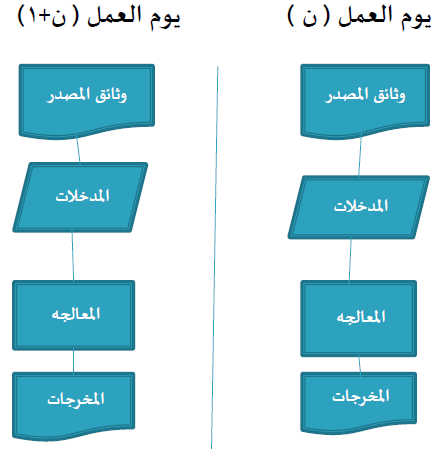 يوم العمل ( ن )
وثائق المصدر
المدخلات
المعالجه
المخرجات
يوم العمل ( ن+١)
وثائق المصدر
المدخلات
المعالجه
المخرجات